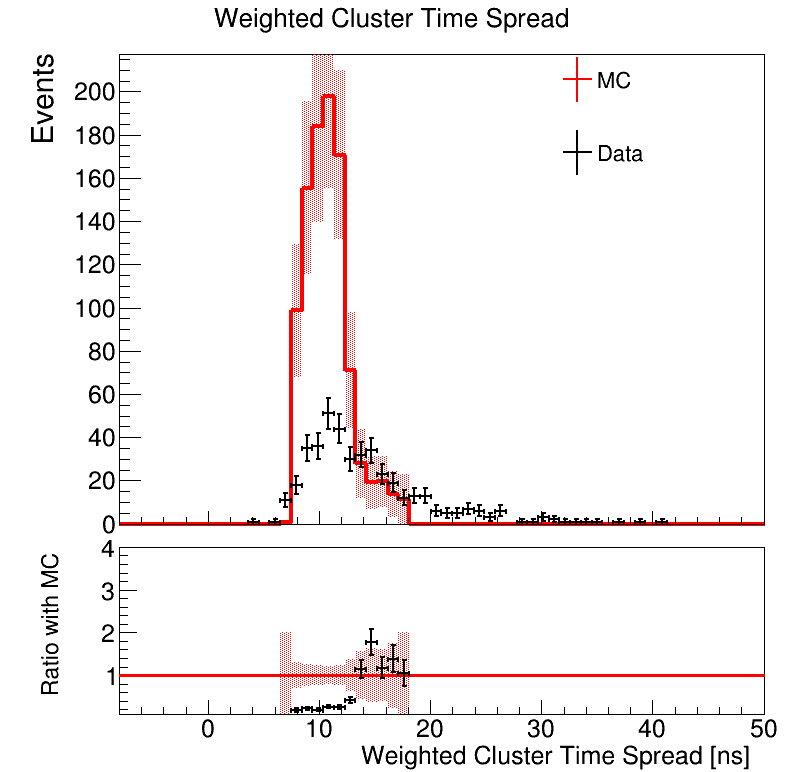 Weighted Cluster Time Spread
Events
200
180
160
140
120
100
80
60
40
20
0
MC
Data
Ratio with MC
4
3
2
1
0 10 20 30 40 50
Weighted Cluster Time Spread [ns]